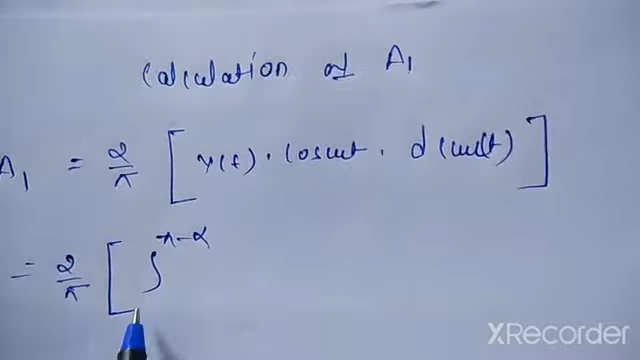 Calculation of A₁
A₁ = 2/π [ y(t) · cosωt · d(ωt) ]
= 2/π [ ∫^π-α
XRecorder